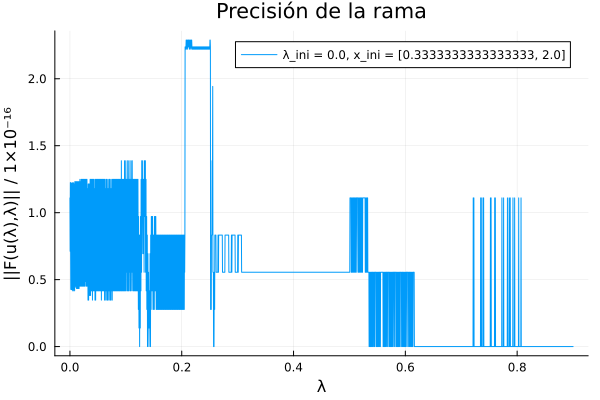 Precisión de la rama
λ_ini = 0.0, x_ini = [0.3333333333333333, 2.0]
||F(u(λ),λ)|| / 1×10⁻¹⁶
2.0
1.5
1.0
0.5
0.0
0.0 0.2 0.4 0.6 0.8
λ